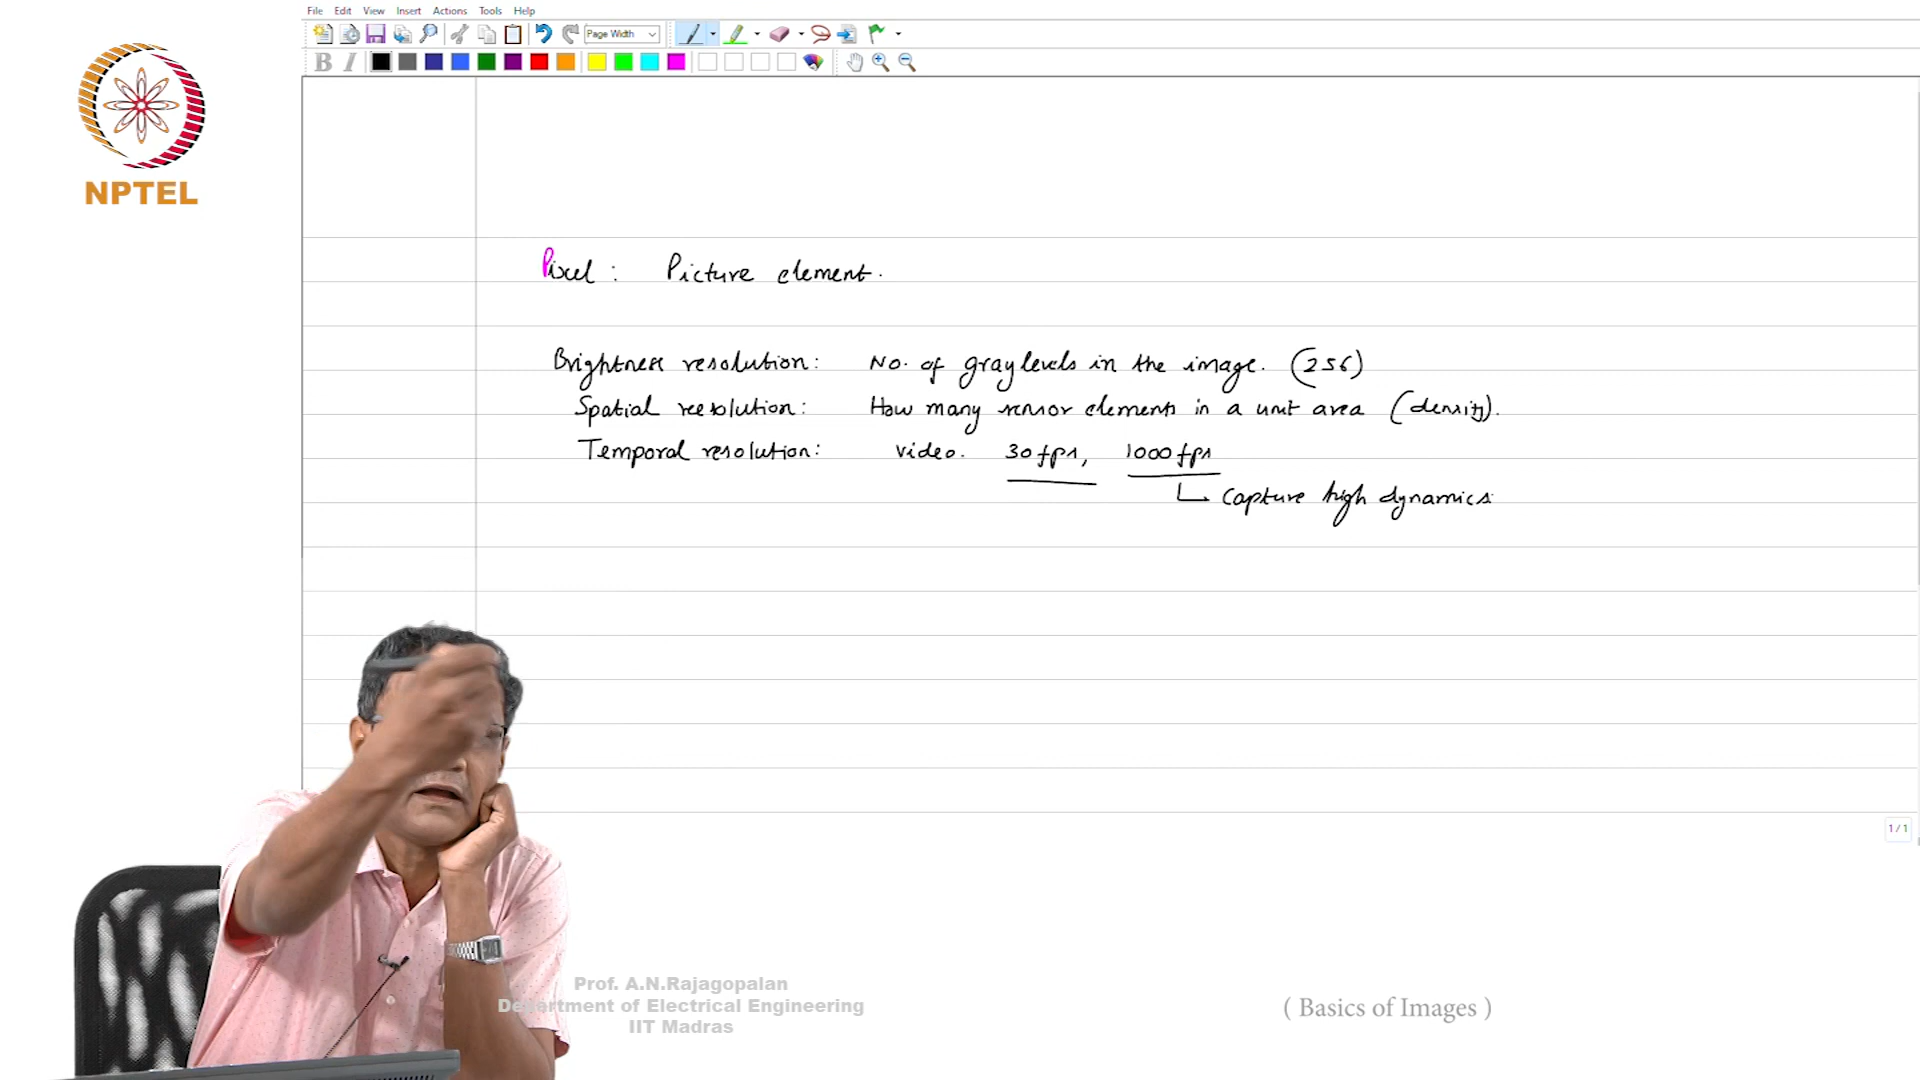 File Edit View Insert Actions Tools Help
Page Width
B I
NPTEL
Pixel : Picture element.
Brightness resolution: No. of gray levels in the image. (256)
Spatial resolution: How many sensor elements in a unit area (density).
Temporal resolution: video. 30 fps, 1000 fps
Capture high dynamics
1 / 1
Prof. A.N.Rajagopalan
Department of Electrical Engineering
IIT Madras
( Basics of Images )